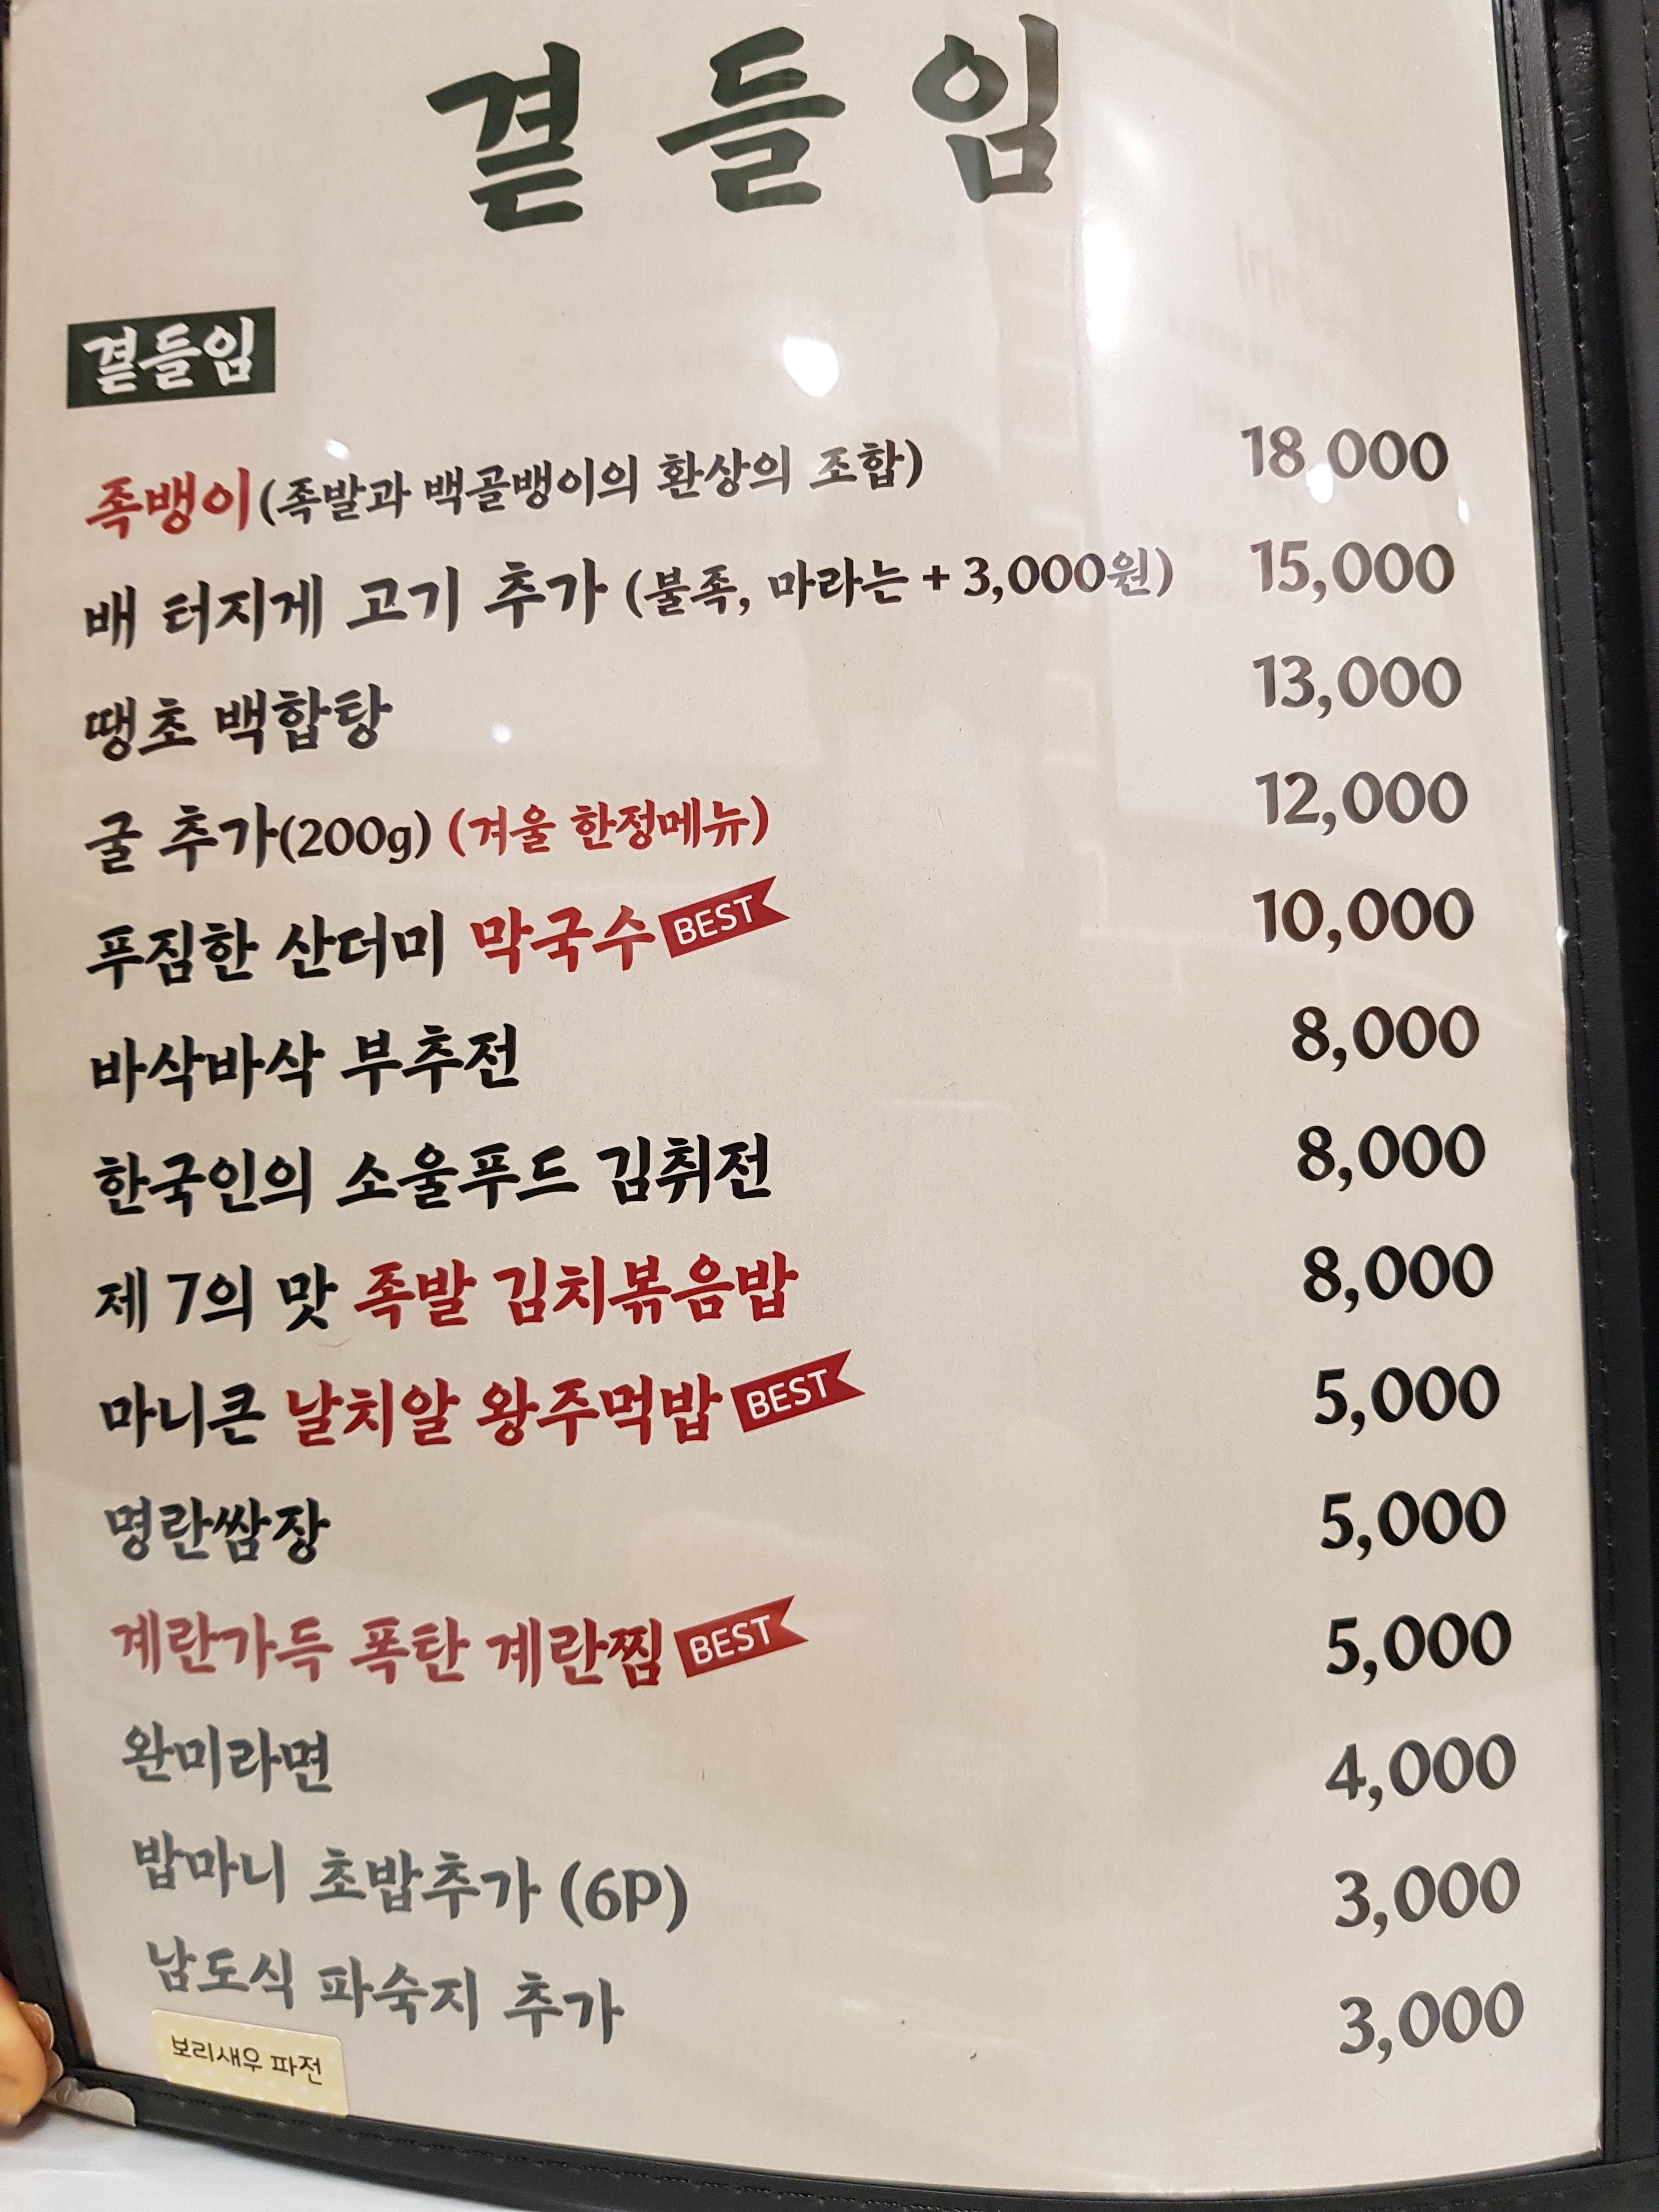 곁들임
곁들임
족뱅이(족발과 백골뱅이의 환상의 조합) 18,000
배 터지게 고기 추가 (불족, 마라는 + 3,000원) 15,000
땡초 백합탕 13,000
굴 추가(200g) (겨울 한정메뉴) 12,000
푸짐한 산더미 막국수 BEST 10,000
바삭바삭 부추전 8,000
한국인의 소울푸드 김취전 8,000
제 7의 맛 족발 김치볶음밥 8,000
마니큰 날치알 왕주먹밥 BEST 5,000
명란쌈장 5,000
계란가득 폭탄 계란찜 BEST 5,000
완미라면 4,000
밥마니 초밥추가 (6P) 3,000
남도식 파숙지 추가 3,000
보리새우 파전